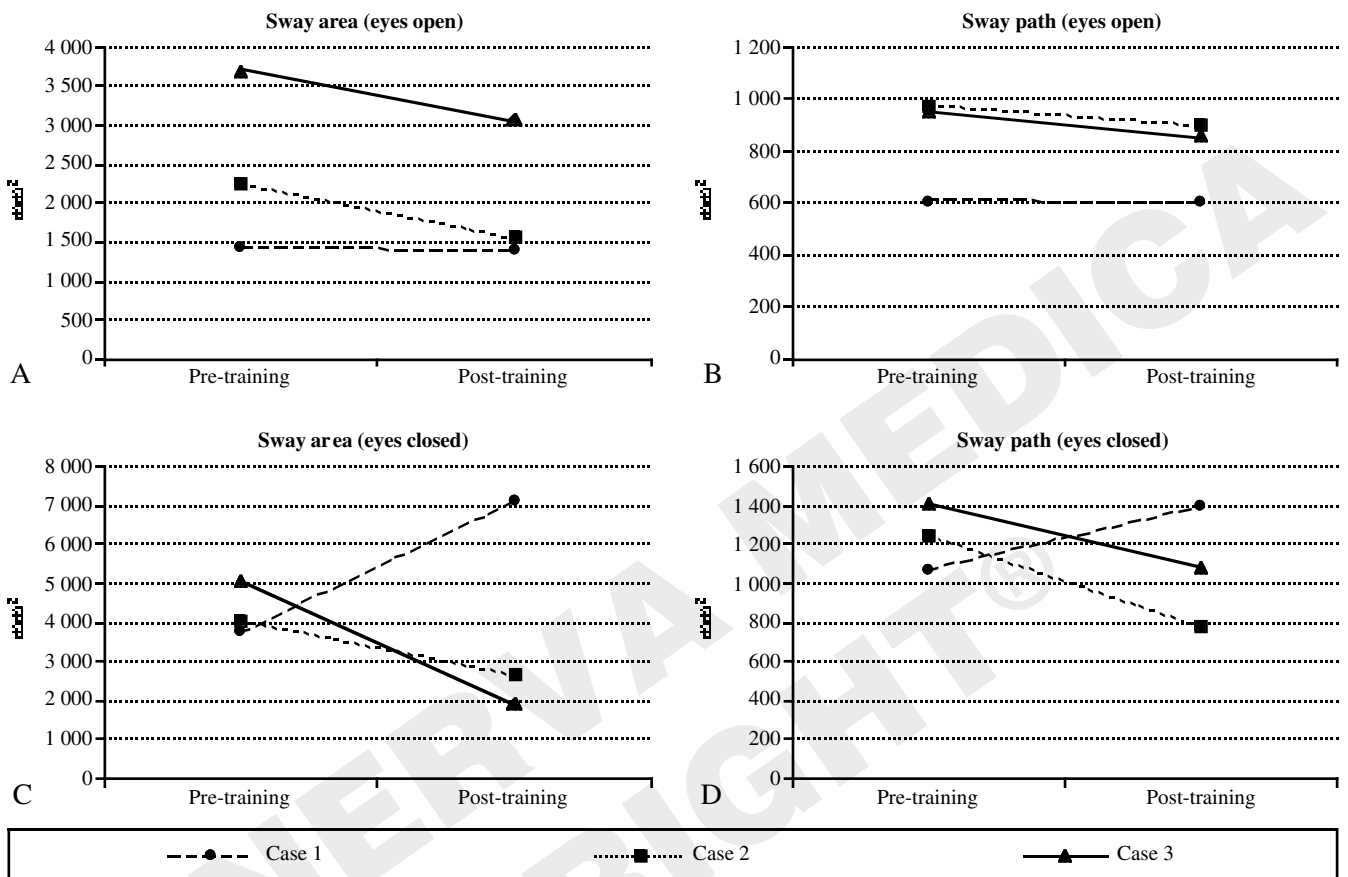 Sway area (eyes open)
4 000
3 500
3 000
2 500
2 000
1 500
1 000
500
0
Pre-training
Post-training
A
Sway path (eyes open)
1 200
1 000
800
600
400
200
0
Pre-training
Post-training
B
Sway area (eyes closed)
8 000
7 000
6 000
5 000
4 000
3 000
2 000
1 000
0
Pre-training
Post-training
C
Sway path (eyes closed)
1 600
1 400
1 200
1 000
800
600
400
200
0
Pre-training
Post-training
D
Case 1
Case 2
Case 3
NERVA MEDICA
RIGHT®